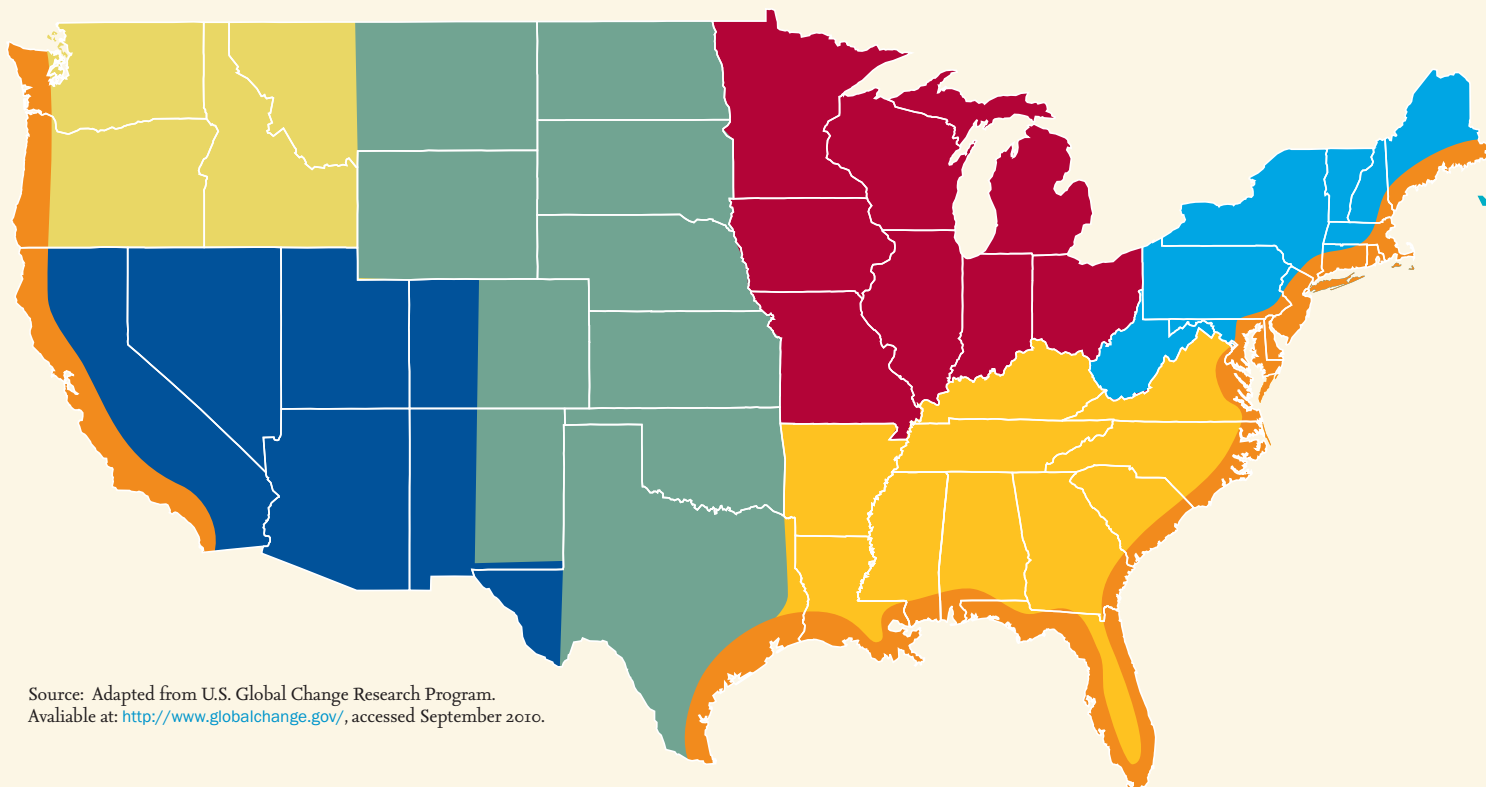 Source: Adapted from U.S. Global Change Research Program.
Avaliable at: http://www.globalchange.gov/, accessed September 2010.